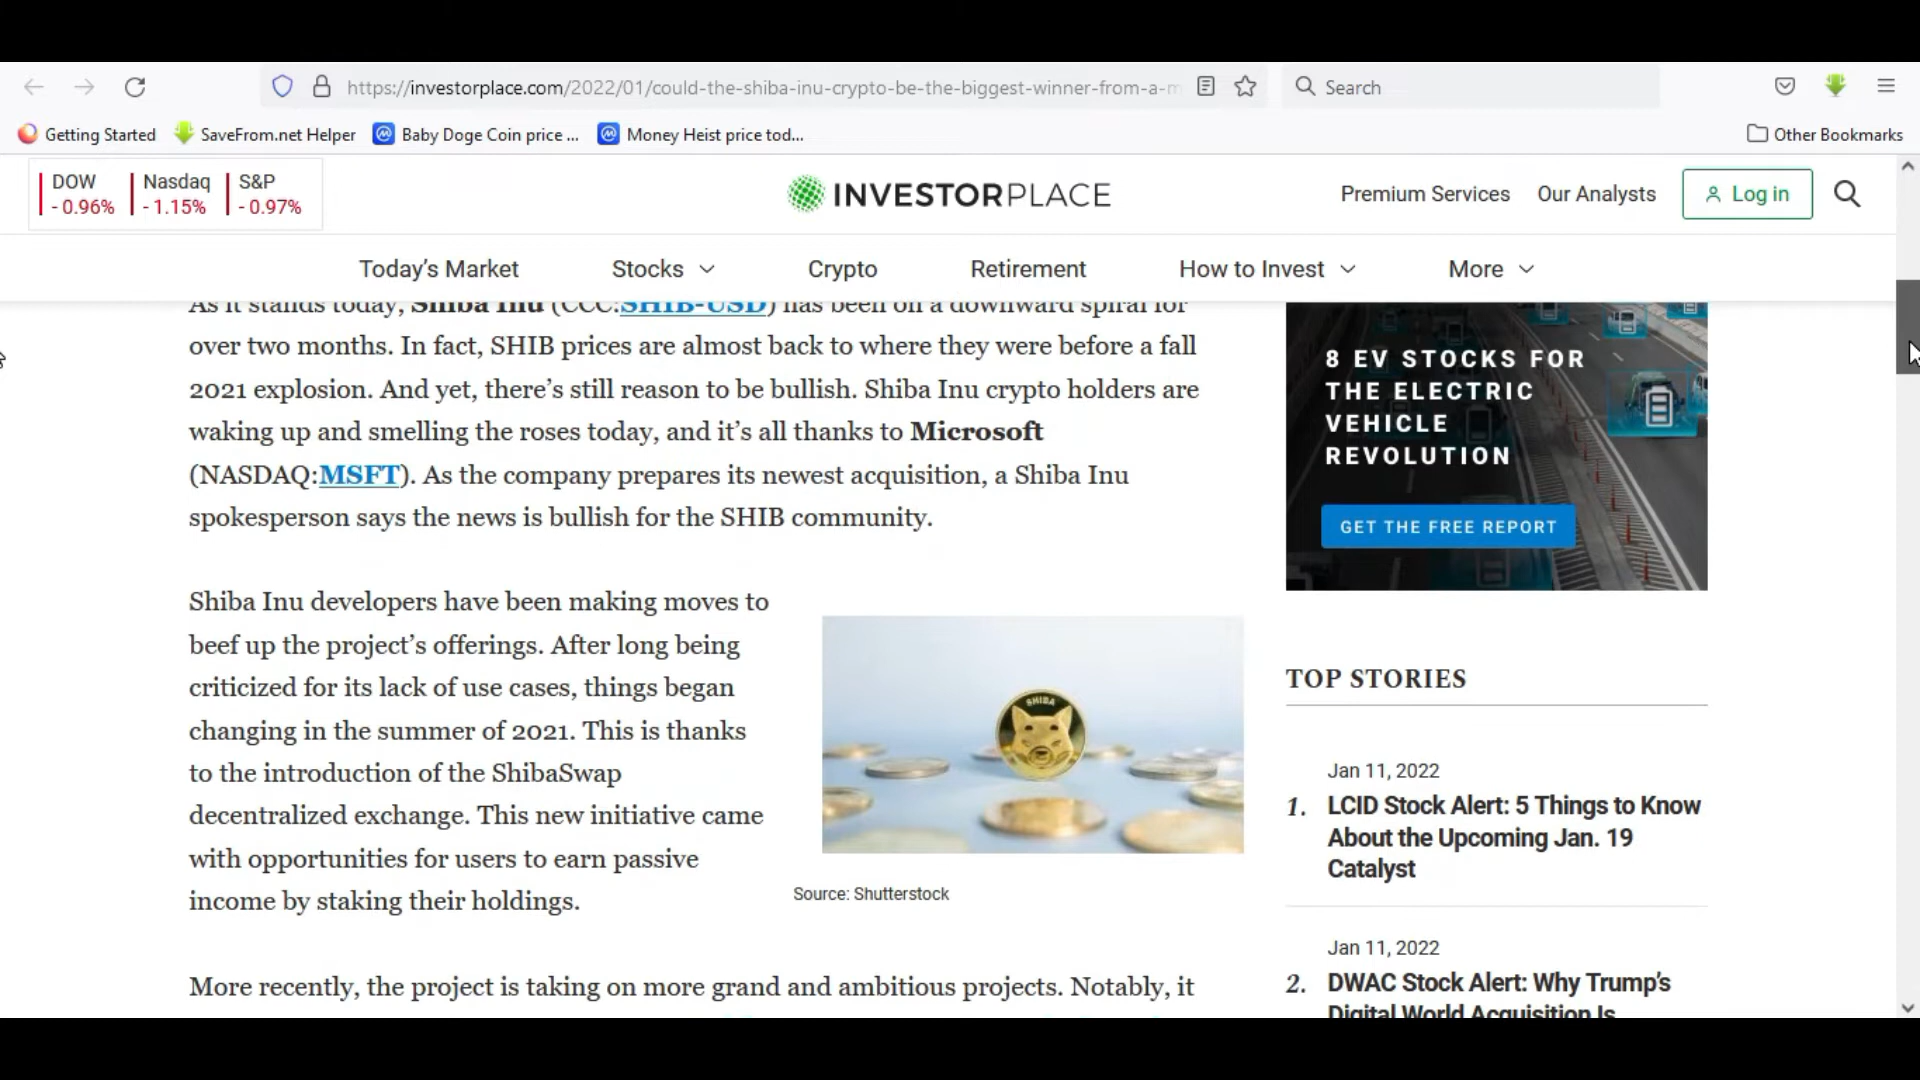 https://investorplace.com/2022/01/could-the-shiba-inu-crypto-be-the-biggest-winner-from-a-m
Search
Getting Started
SaveFrom.net Helper
Baby Doge Coin price ...
Money Heist price tod...
Other Bookmarks
DOW
- 0.96%
Nasdaq
- 1.15%
S&P
- 0.97%
INVESTORPLACE
Premium Services
Our Analysts
Log in
Today’s Market
Stocks
Crypto
Retirement
How to Invest
More
As it stands today, Shiba Inu (CCC:SHIB-USD) has been on a downward spiral for
over two months. In fact, SHIB prices are almost back to where they were before a fall
2021 explosion. And yet, there’s still reason to be bullish. Shiba Inu crypto holders are
waking up and smelling the roses today, and it’s all thanks to Microsoft
(NASDAQ:MSFT). As the company prepares its newest acquisition, a Shiba Inu
spokesperson says the news is bullish for the SHIB community.
Shiba Inu developers have been making moves to
beef up the project’s offerings. After long being
criticized for its lack of use cases, things began
changing in the summer of 2021. This is thanks
to the introduction of the ShibaSwap
decentralized exchange. This new initiative came
with opportunities for users to earn passive
income by staking their holdings.
SHIBA
Source: Shutterstock
More recently, the project is taking on more grand and ambitious projects. Notably, it
8 EV STOCKS FOR
THE ELECTRIC
VEHICLE
REVOLUTION
GET THE FREE REPORT
TOP STORIES
Jan 11, 2022
1. LCID Stock Alert: 5 Things to Know
About the Upcoming Jan. 19
Catalyst
Jan 11, 2022
2. DWAC Stock Alert: Why Trump’s
Digital World Acquisition Is